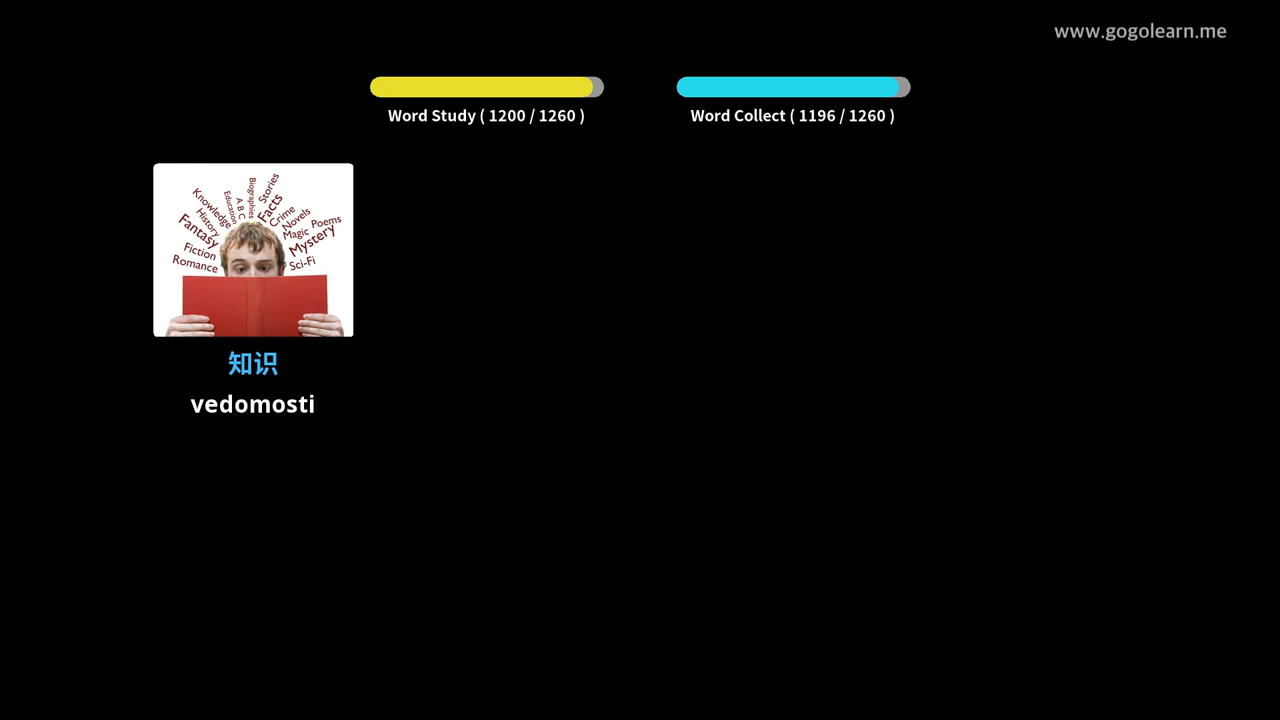 www.gogolearn.me
Word Study ( 1200 / 1260 )
Word Collect ( 1196 / 1260 )
Knowledge
History
Fantasy
Fiction
Romance
Education
A B C
Biographies
Stories
Facts
Crime
Novels
Magic
Poems
Mystery
Sci-Fi
知识
vedomosti